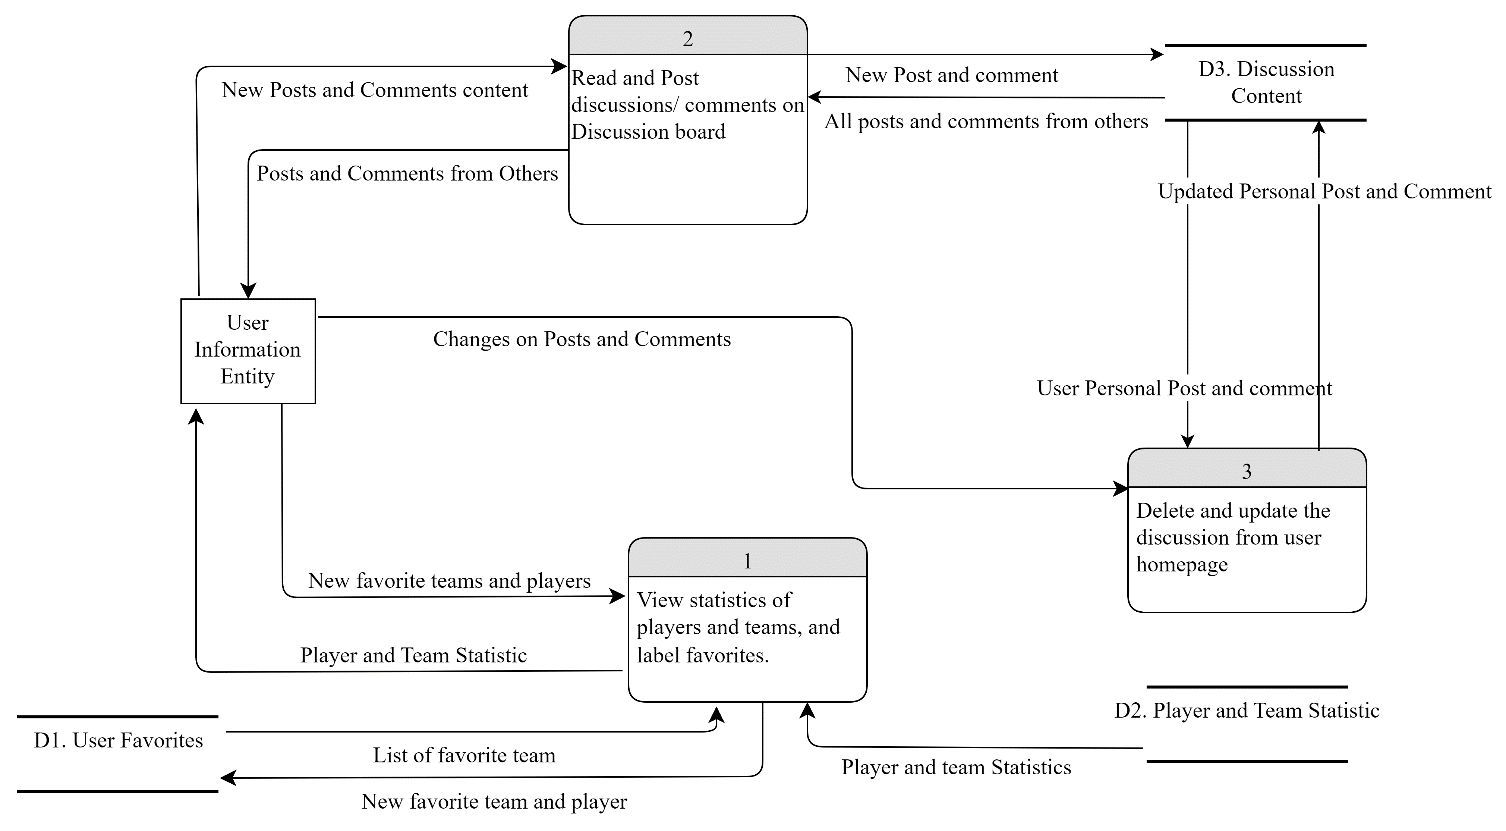 2
Read and Post
discussions/ comments on
Discussion board
New Posts and Comments content
New Post and comment
D3. Discussion
Content
All posts and comments from others
Posts and Comments from Others
Updated Personal Post and Comment
User
Information
Entity
Changes on Posts and Comments
User Personal Post and comment
3
Delete and update the
discussion from user
homepage
1
View statistics of
players and teams, and
label favorites.
New favorite teams and players
Player and Team Statistic
D1. User Favorites
List of favorite team
New favorite team and player
D2. Player and Team Statistic
Player and team Statistics